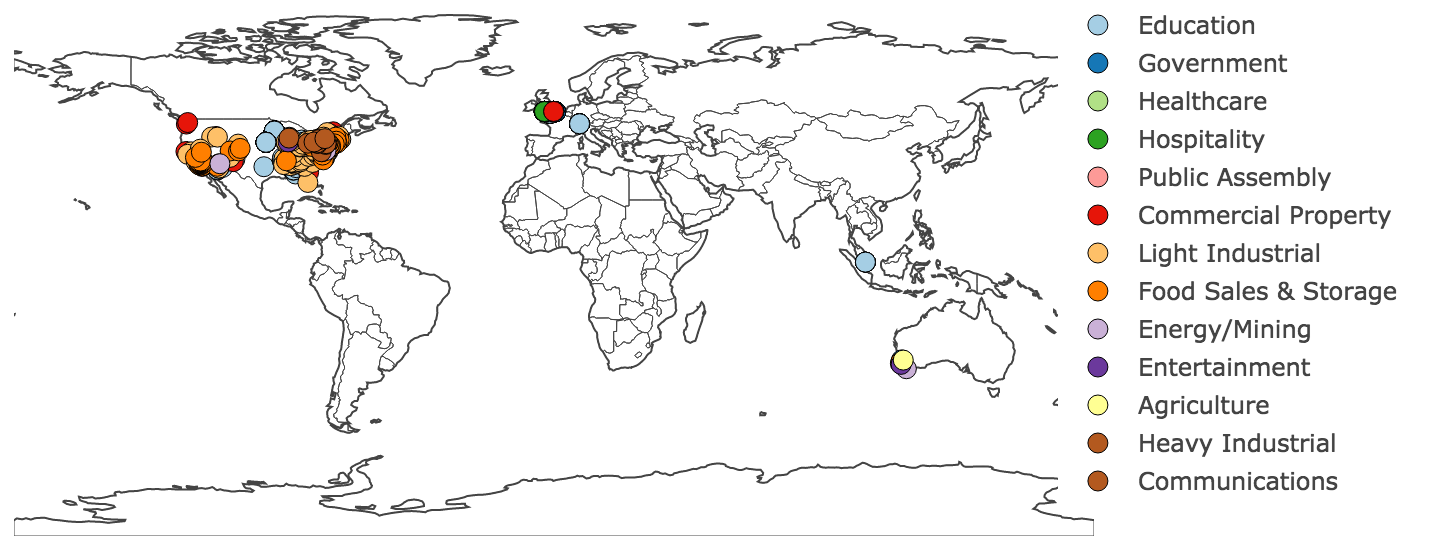 Education
Government
Healthcare
Hospitality
Public Assembly
Commercial Property
Light Industrial
Food Sales & Storage
Energy/Mining
Entertainment
Agriculture
Heavy Industrial
Communications